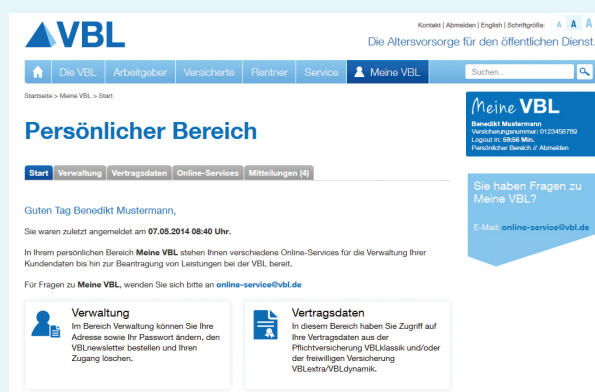 VBL
Kontakt | Abmelden | English | Schriftgröße: A A A
Die Altersvorsorge für den öffentlichen Dienst.
Die VBL Arbeitgeber Versicherte Rentner Service Meine VBL Suchen...
Startseite > Meine VBL > Start
Persönlicher Bereich
Start Verwaltung Vertragsdaten Online-Services Mitteilungen (4)
Guten Tag Benedikt Mustermann,
Sie waren zuletzt angemeldet am 07.05.2014 08:40 Uhr.
In Ihrem persönlichen Bereich Meine VBL stehen Ihnen verschiedene Online-Services für die Verwaltung Ihrer
Kundendaten bis hin zur Beantragung von Leistungen bei der VBL bereit.
Für Fragen zu Meine VBL, wenden Sie sich bitte an online-service@vbl.de
Verwaltung
Im Bereich Verwaltung können Sie Ihre
Adresse sowie Ihr Passwort ändern, den
VBLnewsletter bestellen und Ihren
Zugang löschen.
Vertragsdaten
In diesem Bereich haben Sie Zugriff auf
Ihre Vertragsdaten aus der
Pflichtversicherung VBLklassik und/oder
der freiwilligen Versicherung
VBLextra/VBLdynamik.
Meine VBL
Benedikt Mustermann
Versicherungsnummer: 0123456789
Logout in: 59:56 Min.
Persönlicher Bereich // Abmelden
Sie haben Fragen zu
Meine VBL?
E-Mail: online-service@vbl.de